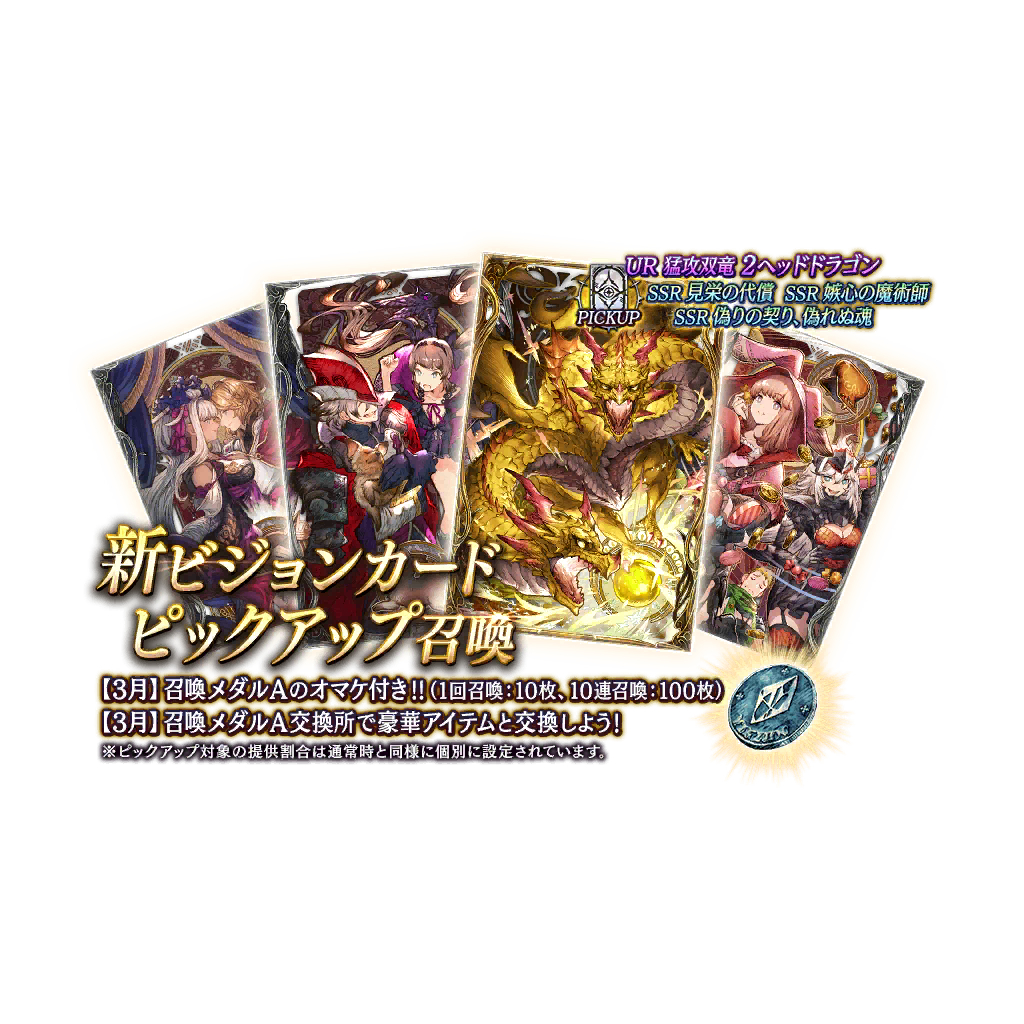 UR 猛攻双竜 2ヘッドドラゴン
SSR 見栄の代償 SSR 嫉心の魔術師
PICKUP SSR 偽りの契り、偽れぬ魂
新ビジョンカード
ピックアップ召喚
【3月】召喚メダルAのオマケ付き!!(1回召喚:10枚、10連召喚:100枚)
【3月】召喚メダルA交換所で豪華アイテムと交換しよう!
※ピックアップ対象の提供割合は通常時と同様に個別に設定されています。